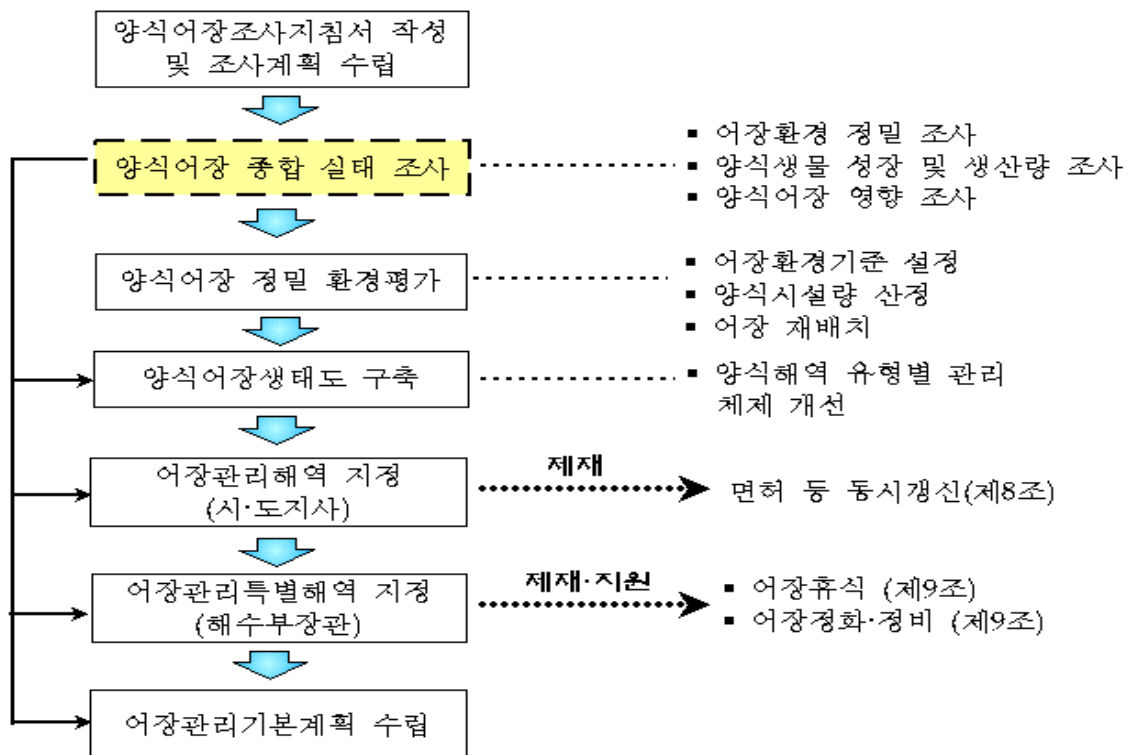 양식어장조사지침서 작성
및 조사계획 수립
양식어장 종합 실태 조사
▪ 어장환경 정밀 조사
▪ 양식생물 성장 및 생산량 조사
▪ 양식어장 영향 조사
양식어장 정밀 환경평가
▪ 어장환경기준 설정
▪ 양식시설량 산정
▪ 어장 재배치
양식어장생태도 구축
▪ 양식해역 유형별 관리
체제 개선
어장관리해역 지정
(시·도지사)
제재
면허 등 동시갱신(제8조)
어장관리특별해역 지정
(해수부장관)
제재·지원
▪ 어장휴식 (제9조)
▪ 어장정화·정비 (제9조)
어장관리기본계획 수립